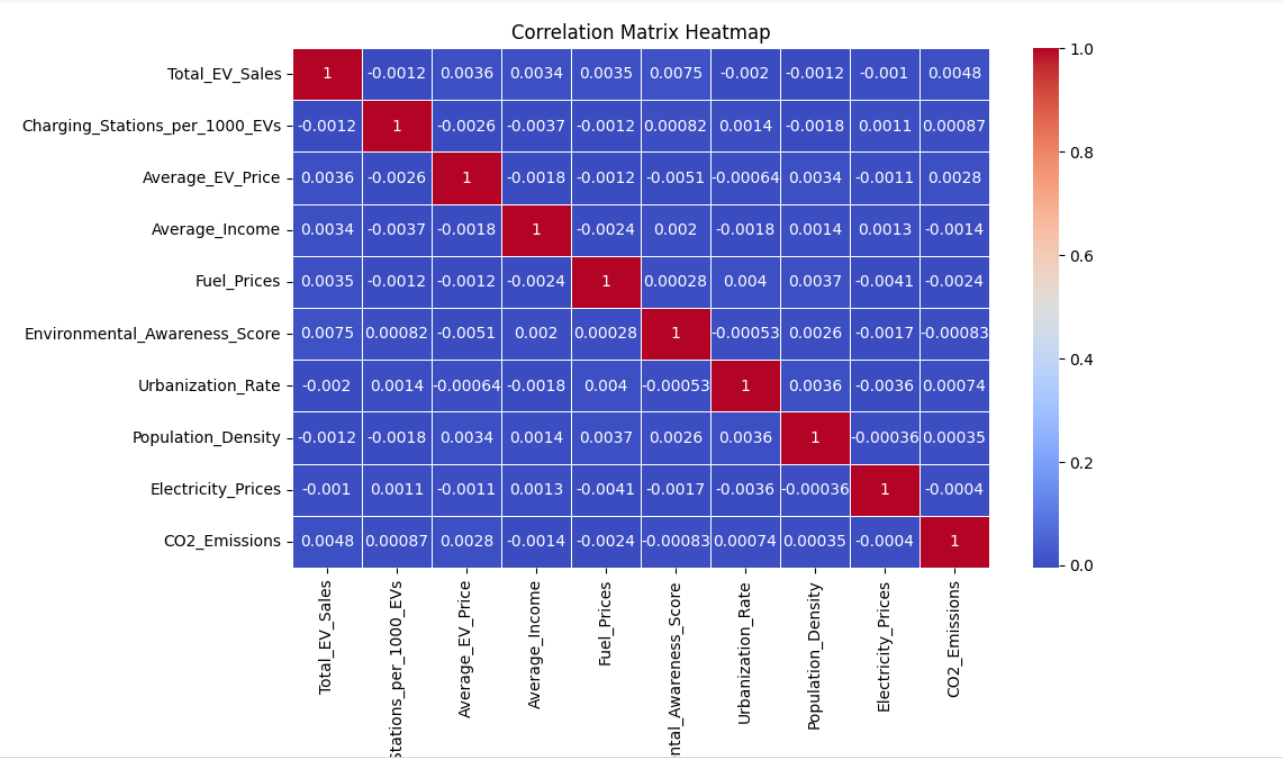 Correlation Matrix Heatmap
Total_EV_Sales 1 -0.0012 0.0036 0.0034 0.0035 0.0075 -0.002 -0.0012 -0.001 0.0048
Charging_Stations_per_1000_EVs -0.0012 1 -0.0026 -0.0037 -0.0012 0.00082 0.0014 -0.0018 0.0011 0.00087
Average_EV_Price 0.0036 -0.0026 1 -0.0018 -0.0012 -0.0051 -0.00064 0.0034 -0.0011 0.0028
Average_Income 0.0034 -0.0037 -0.0018 1 -0.0024 0.002 -0.0018 0.0014 0.0013 -0.0014
Fuel_Prices 0.0035 -0.0012 -0.0012 -0.0024 1 0.00028 0.004 0.0037 -0.0041 -0.0024
Environmental_Awareness_Score 0.0075 0.00082 -0.0051 0.002 0.00028 1 -0.00053 0.0026 -0.0017 -0.00083
Urbanization_Rate -0.002 0.0014 -0.00064 -0.0018 0.004 -0.00053 1 0.0036 -0.0036 0.00074
Population_Density -0.0012 -0.0018 0.0034 0.0014 0.0037 0.0026 0.0036 1 -0.00036 0.00035
Electricity_Prices -0.001 0.0011 -0.0011 0.0013 -0.0041 -0.0017 -0.0036 -0.00036 1 -0.0004
CO2_Emissions 0.0048 0.00087 0.0028 -0.0014 -0.0024 -0.00083 0.00074 0.00035 -0.0004 1
Total_EV_Sales
Stations_per_1000_EVs
Average_EV_Price
Average_Income
Fuel_Prices
ntal_Awareness_Score
Urbanization_Rate
Population_Density
Electricity_Prices
CO2_Emissions
1.0
0.8
0.6
0.4
0.2
0.0